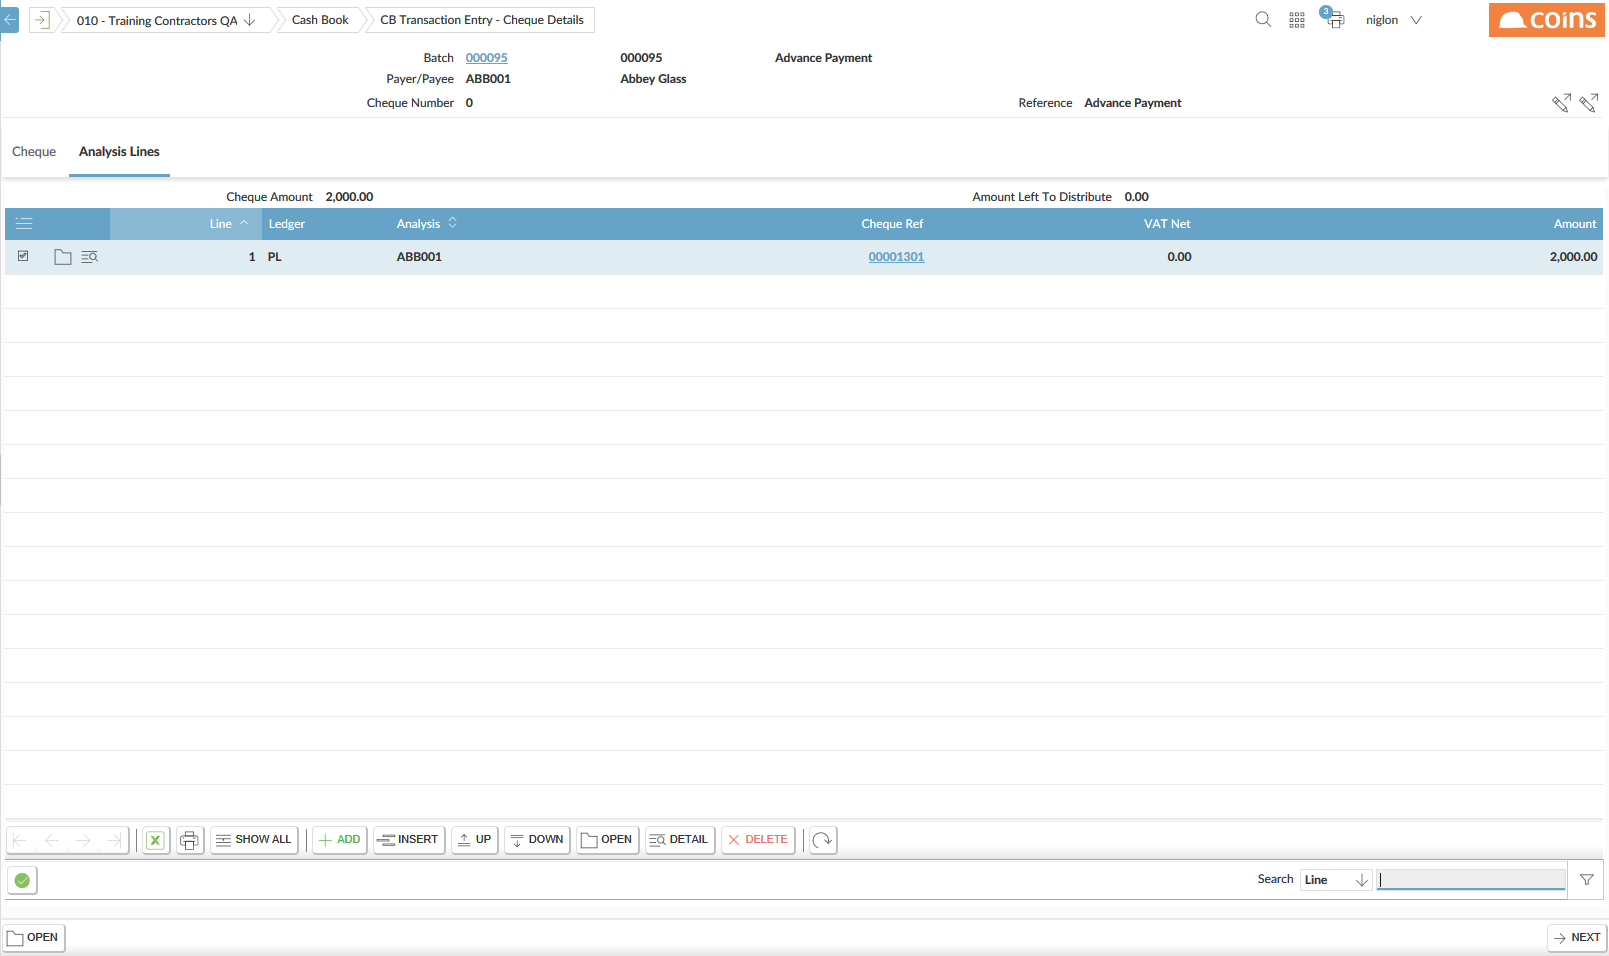 010 - Training Contractors QA
Cash Book
CB Transaction Entry - Cheque Details
3
niglon
coins
Batch 000095 000095 Advance Payment
Payer/Payee ABB001 Abbey Glass
Cheque Number 0 Reference Advance Payment
Cheque Analysis Lines
Cheque Amount 2,000.00 Amount Left To Distribute 0.00
Line Ledger Analysis Cheque Ref VAT Net Amount
1 PL ABB001 00001301 0.00 2,000.00
SHOW ALL ADD INSERT UP DOWN OPEN DETAIL DELETE
Search Line
OPEN NEXT